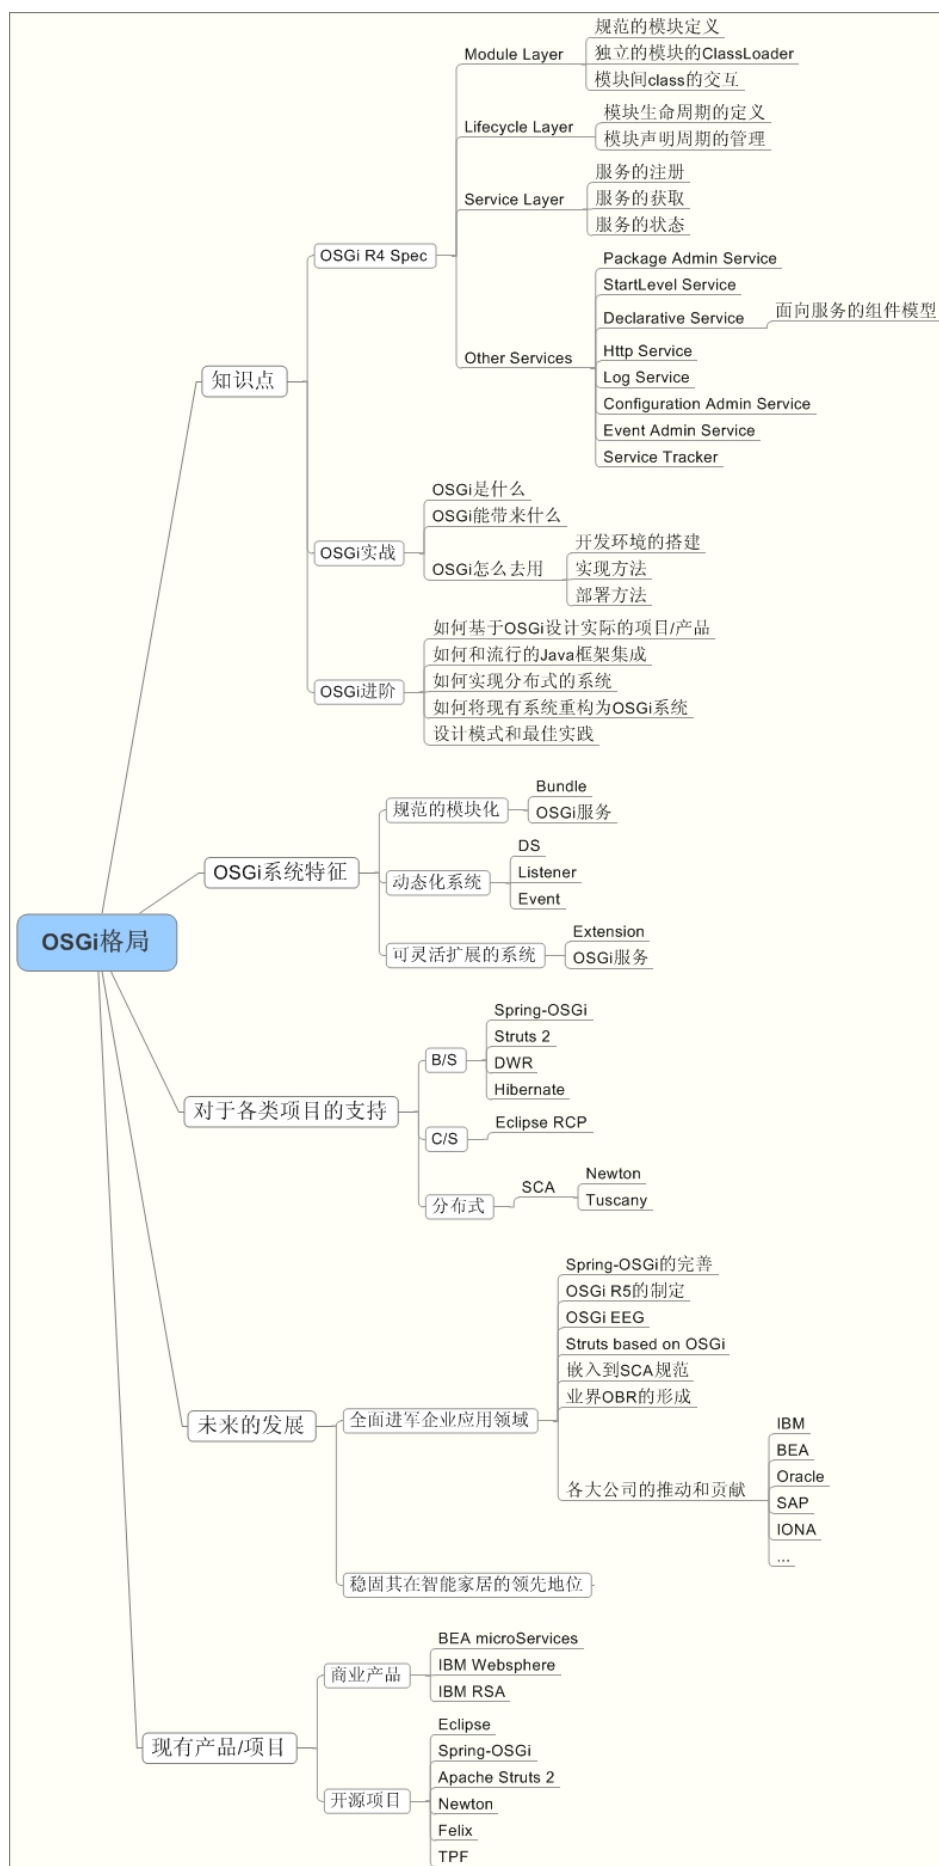 OSGi格局
知识点
OSGi R4 Spec
Module Layer
规范的模块定义
独立的模块的ClassLoader
模块间class的交互
Lifecycle Layer
模块生命周期的定义
模块声明周期的管理
Service Layer
服务的注册
服务的获取
服务的状态
Other Services
Package Admin Service
StartLevel Service
Declarative Service
面向服务的组件模型
Http Service
Log Service
Configuration Admin Service
Event Admin Service
Service Tracker
OSGi实战
OSGi是什么
OSGi能带来什么
OSGi怎么去用
开发环境的搭建
实现方法
部署方法
OSGi进阶
如何基于OSGi设计实际的项目/产品
如何和流行的Java框架集成
如何实现分布式的系统
如何将现有系统重构为OSGi系统
设计模式和最佳实践
OSGi系统特征
规范的模块化
Bundle
OSGi服务
动态化系统
DS
Listener
Event
可灵活扩展的系统
Extension
OSGi服务
对于各类项目的支持
B/S
Spring-OSGi
Struts 2
DWR
Hibernate
C/S
Eclipse RCP
分布式
SCA
Newton
Tuscany
未来的发展
全面进军企业应用领域
Spring-OSGi的完善
OSGi R5的制定
OSGi EEG
Struts based on OSGi
嵌入到SCA规范
业界OBR的形成
各大公司的推动和贡献
IBM
BEA
Oracle
SAP
IONA
...
稳固其在智能家居的领先地位
现有产品/项目
商业产品
BEA microServices
IBM Websphere
IBM RSA
开源项目
Eclipse
Spring-OSGi
Apache Struts 2
Newton
Felix
TPF